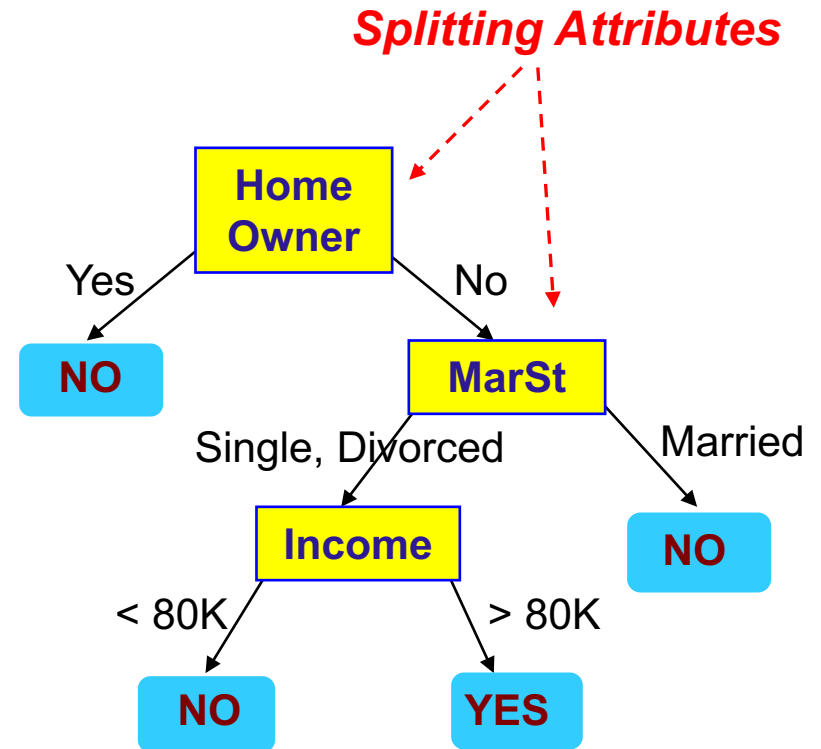 Splitting Attributes
Home
Owner
Yes
No
NO
MarSt
Single, Divorced
Married
Income
NO
< 80K
> 80K
NO
YES